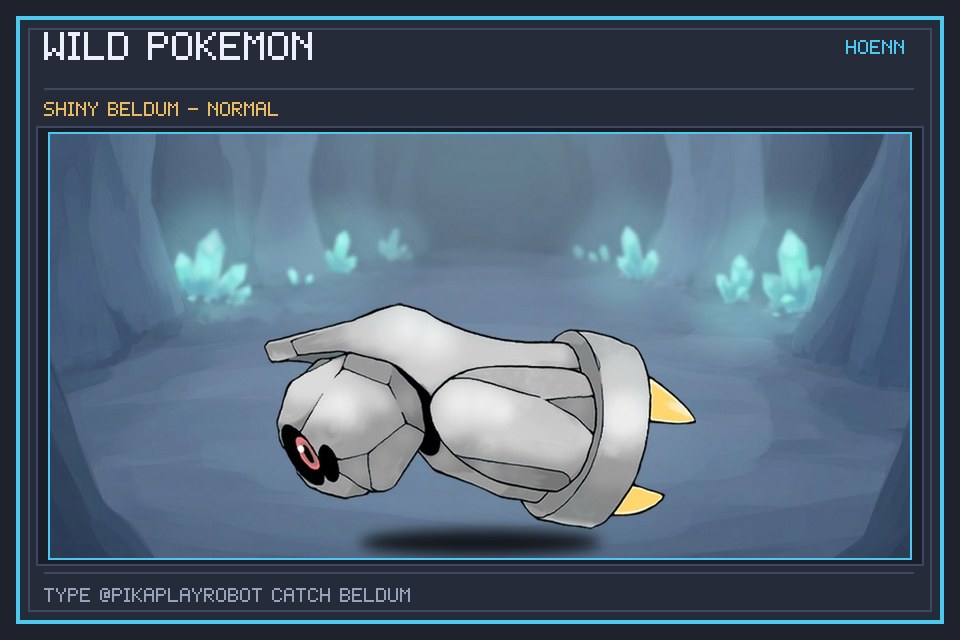 WILD POKEMON
HOENN
SHINY BELDUM - NORMAL
TYPE @PIKAPLAYROBOT CATCH BELDUM